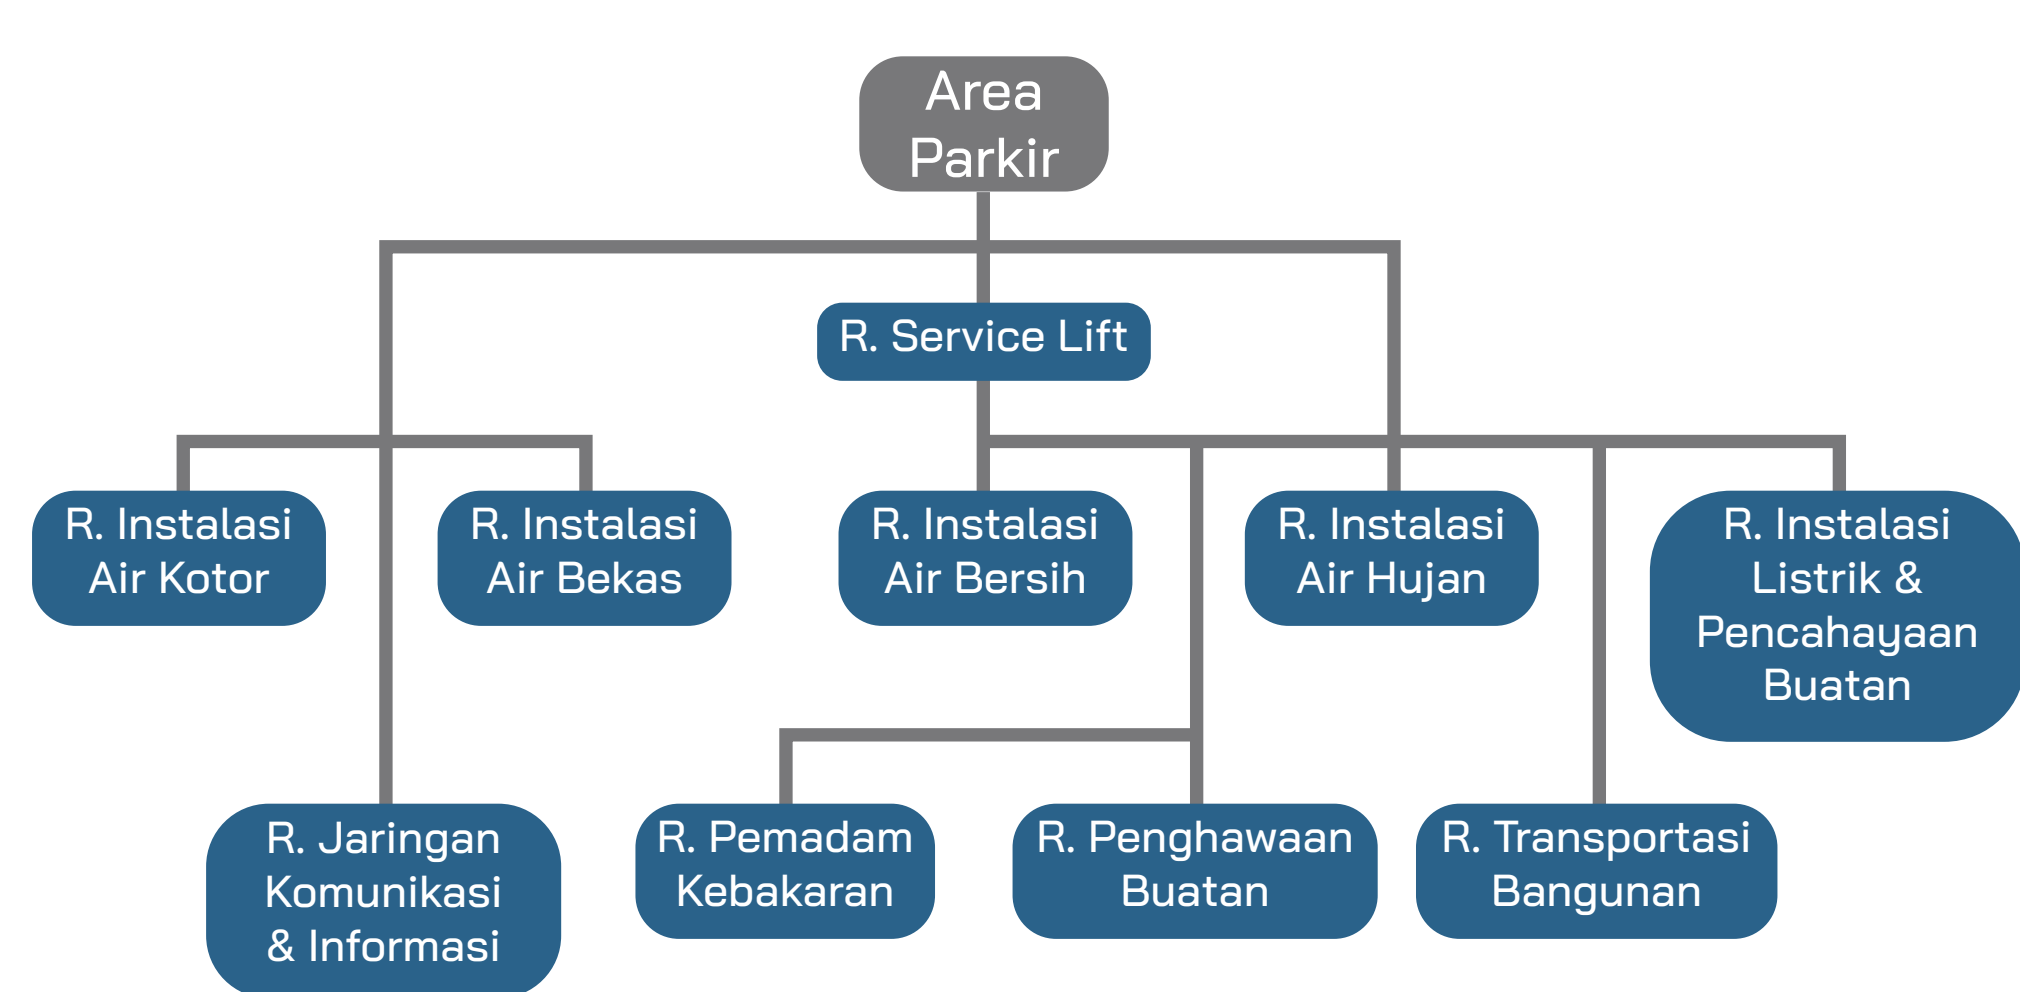 Area
Parkir
R. Service Lift
R. Instalasi
Air Kotor
R. Instalasi
Air Bekas
R. Instalasi
Air Bersih
R. Instalasi
Air Hujan
R. Instalasi
Listrik &
Pencahayaan
Buatan
R. Jaringan
Komunikasi
& Informasi
R. Pemadam
Kebakaran
R. Penghawaan
Buatan
R. Transportasi
Bangunan